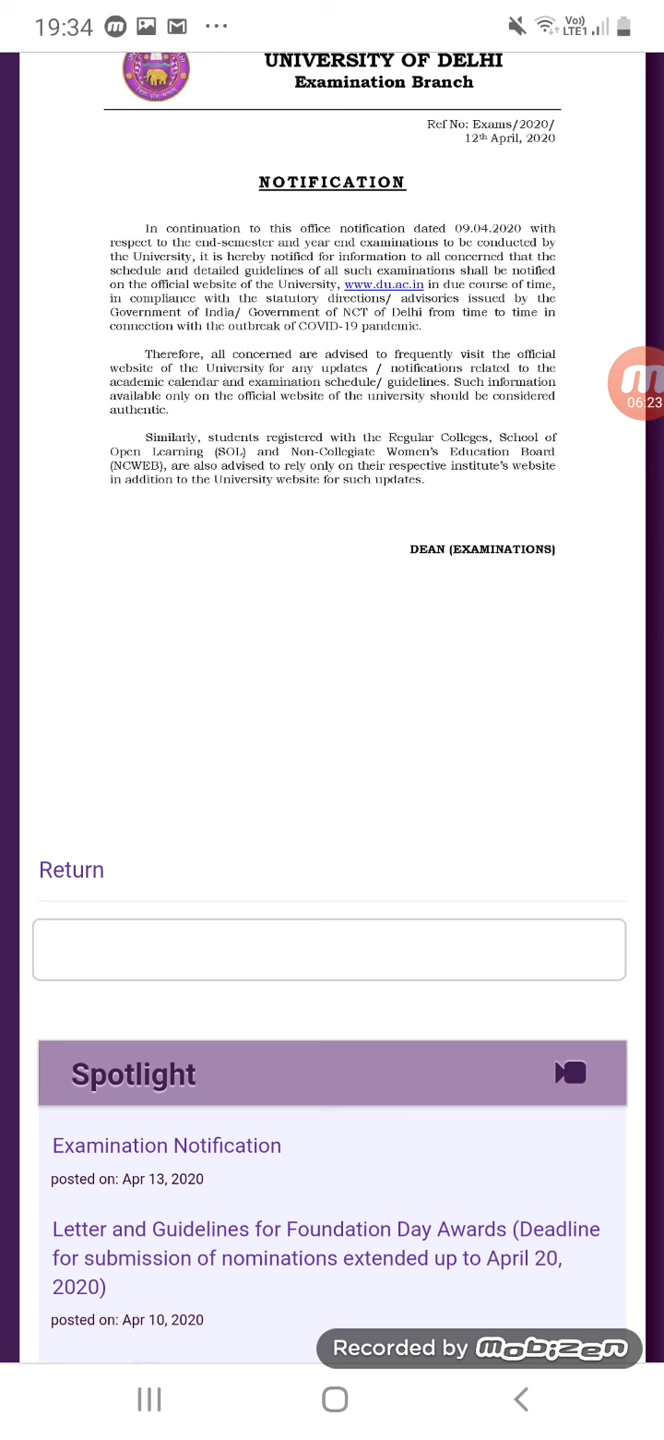 19:34
Vo)) LTE1
UNIVERSITY OF DELHI
Examination Branch
Ref No: Exams/2020/
12th April, 2020
NOTIFICATION
In continuation to this office notification dated 09.04.2020 with
respect to the end-semester and year end examinations to be conducted by
the University, it is hereby notified for information to all concerned that the
schedule and detailed guidelines of all such examinations shall be notified
on the official website of the University, www.du.ac.in in due course of time,
in compliance with the statutory directions/ advisories issued by the
Government of India/ Government of NCT of Delhi from time to time in
connection with the outbreak of COVID-19 pandemic.
Therefore, all concerned are advised to frequently visit the official
website of the University for any updates / notifications related to the
academic calendar and examination schedule/ guidelines. Such information
available only on the official website of the university should be considered
authentic.
06:23
Similarly, students registered with the Regular Colleges, School of
Open Learning (SOL) and Non-Collegiate Women's Education Board
(NCWEB), are also advised to rely only on their respective institute's website
in addition to the University website for such updates.
DEAN (EXAMINATIONS)
Return
Spotlight
Examination Notification
posted on: Apr 13, 2020
Letter and Guidelines for Foundation Day Awards (Deadline
for submission of nominations extended up to April 20,
2020)
posted on: Apr 10, 2020
Recorded by Mobizen